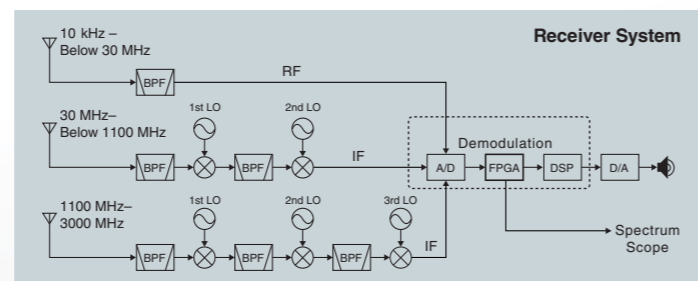 Receiver System
10 kHz –
Below 30 MHz
BPF
RF
30 MHz–
Below 1100 MHz
1st LO
2nd LO
BPF
BPF
IF
Demodulation
A/D
FPGA
DSP
D/A
1100 MHz–
3000 MHz
1st LO
2nd LO
3rd LO
BPF
BPF
BPF
IF
Spectrum
Scope